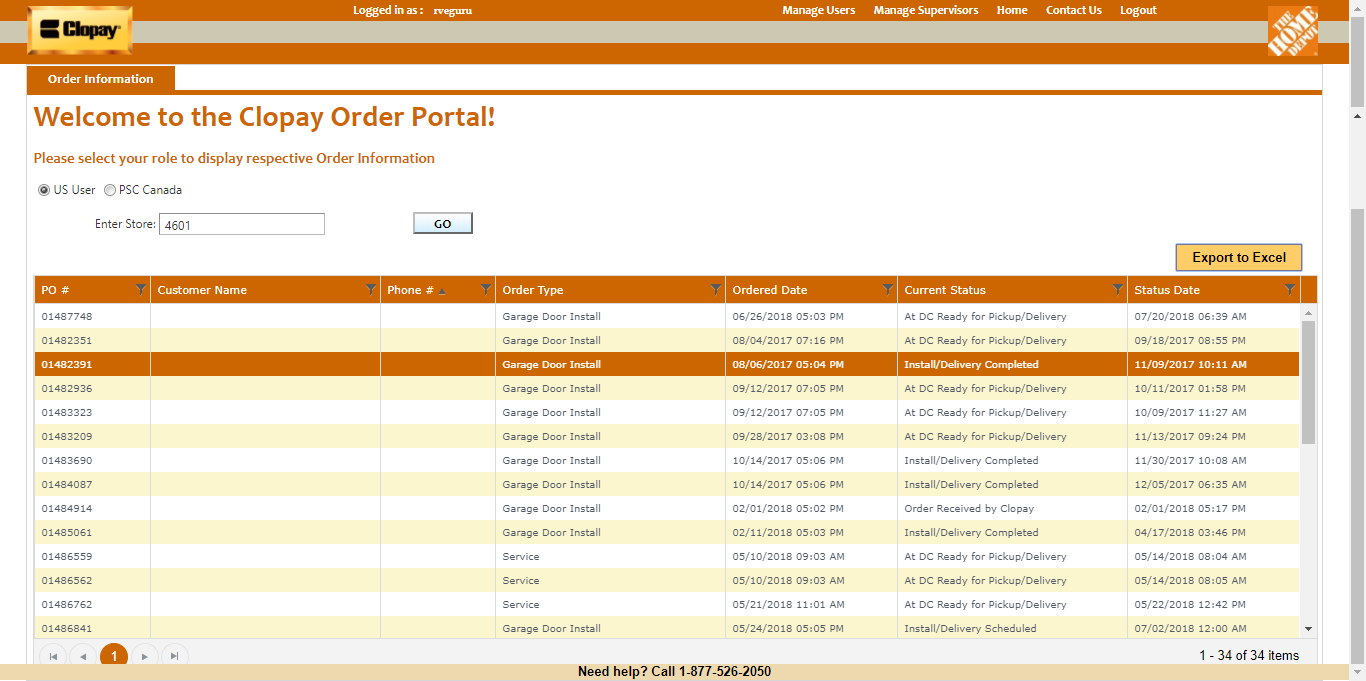 Logged in as : rveguru Manage Users Manage Supervisors Home Contact Us Logout
Clopay
THE HOME DEPOT
Order Information
Welcome to the Clopay Order Portal!
Please select your role to display respective Order Information
US User PSC Canada
Enter Store: 4601 GO
Export to Excel
PO # Customer Name Phone # Order Type Ordered Date Current Status Status Date
01487748 Garage Door Install 06/26/2018 05:03 PM At DC Ready for Pickup/Delivery 07/20/2018 06:39 AM
01482351 Garage Door Install 08/04/2017 07:16 PM At DC Ready for Pickup/Delivery 09/18/2017 08:55 PM
01482391 Garage Door Install 08/06/2017 05:04 PM Install/Delivery Completed 11/09/2017 10:11 AM
01482936 Garage Door Install 09/12/2017 07:05 PM At DC Ready for Pickup/Delivery 10/11/2017 01:58 PM
01483323 Garage Door Install 09/12/2017 07:05 PM At DC Ready for Pickup/Delivery 10/09/2017 11:27 AM
01483209 Garage Door Install 09/28/2017 03:08 PM At DC Ready for Pickup/Delivery 11/13/2017 09:24 PM
01483690 Garage Door Install 10/14/2017 05:06 PM Install/Delivery Completed 11/30/2017 10:08 AM
01484087 Garage Door Install 10/14/2017 05:06 PM Install/Delivery Completed 12/05/2017 06:35 AM
01484914 Garage Door Install 02/01/2018 05:02 PM Order Received by Clopay 02/01/2018 05:17 PM
01485061 Garage Door Install 02/11/2018 05:03 PM Install/Delivery Completed 04/17/2018 03:46 PM
01486559 Service 05/10/2018 09:03 AM At DC Ready for Pickup/Delivery 05/14/2018 08:04 AM
01486562 Service 05/10/2018 09:03 AM At DC Ready for Pickup/Delivery 05/14/2018 08:05 AM
01486762 Service 05/21/2018 11:01 AM At DC Ready for Pickup/Delivery 05/22/2018 12:42 PM
01486841 Garage Door Install 05/24/2018 05:05 PM Install/Delivery Scheduled 07/02/2018 12:00 AM
1 1 - 34 of 34 items
Need help? Call 1-877-526-2050